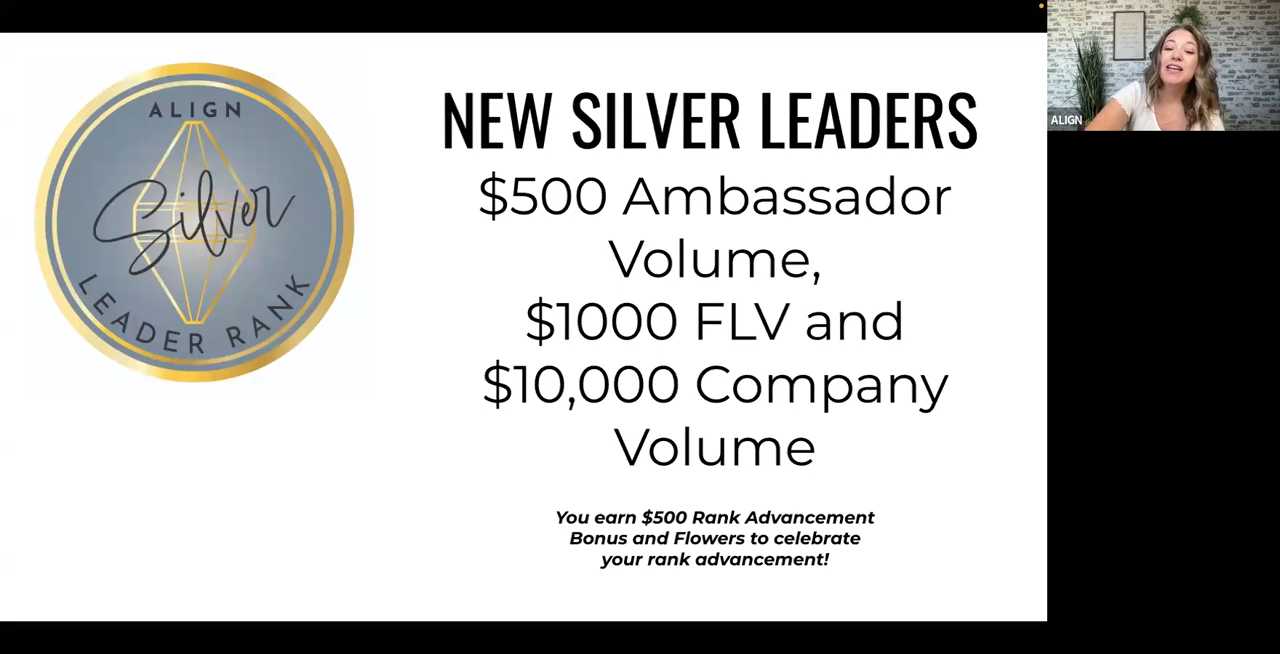 ALIGN
Silver
LEADER RANK
NEW SILVER LEADERS
$500 Ambassador
Volume,
$1000 FLV and
$10,000 Company
Volume
You earn $500 Rank Advancement
Bonus and Flowers to celebrate
your rank advancement!
ALIGN